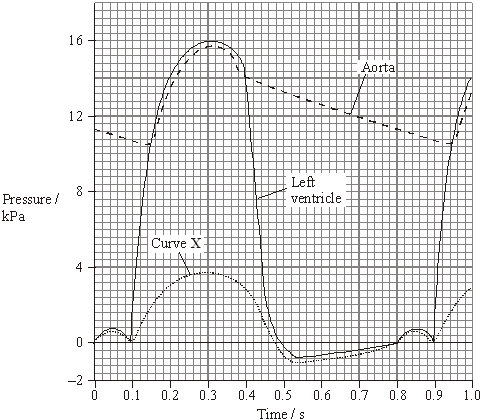 16
Aorta
12
Pressure /
kPa
8
Left
ventricle
Curve X
4
0
−2
0 0.1 0.2 0.3 0.4 0.5 0.6 0.7 0.8 0.9 1.0
Time / s